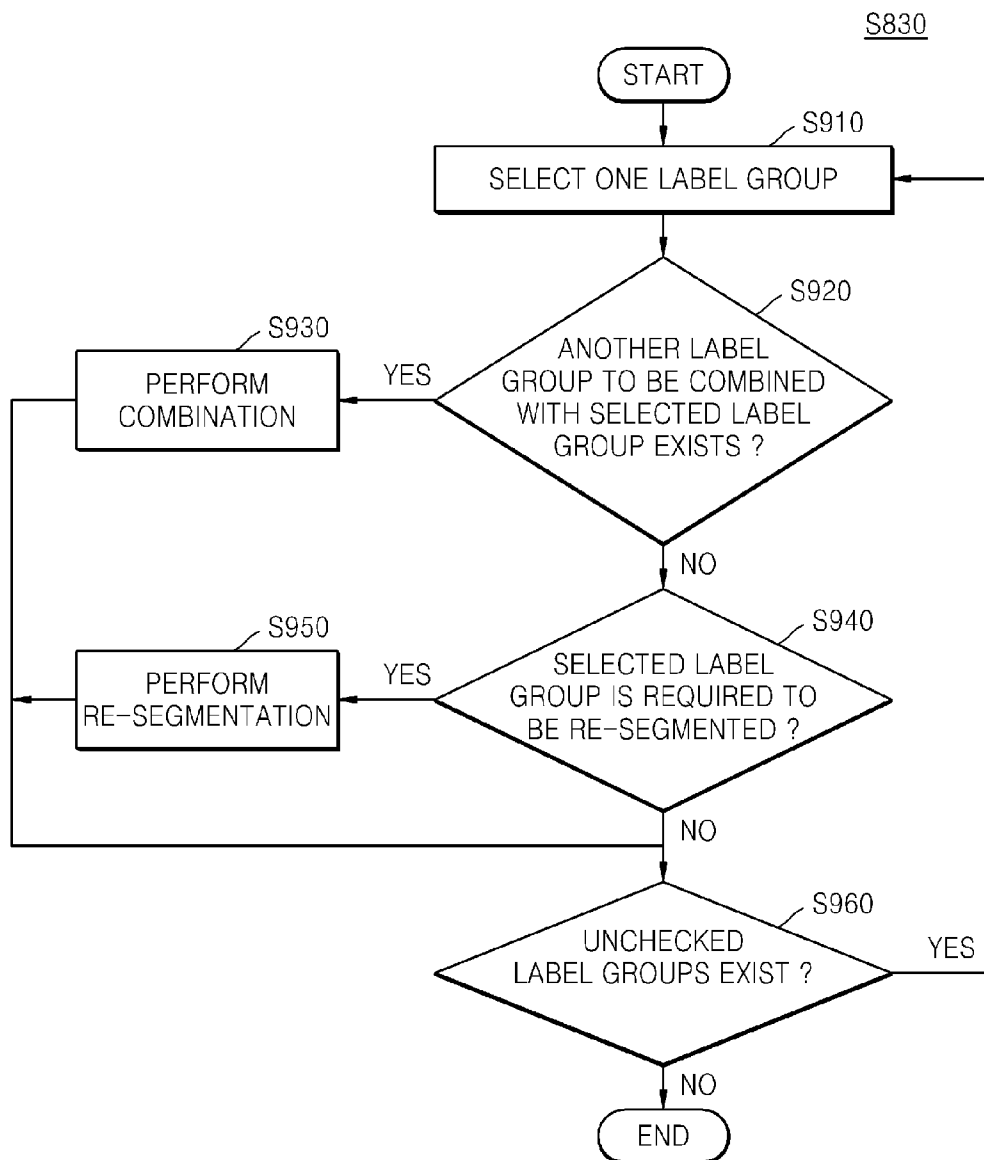 S830
START
S910
SELECT ONE LABEL GROUP
S920
ANOTHER LABEL
GROUP TO BE COMBINED
WITH SELECTED LABEL
GROUP EXISTS ?
YES
S930
PERFORM
COMBINATION
NO
S940
SELECTED LABEL
GROUP IS REQUIRED TO
BE RE-SEGMENTED ?
YES
S950
PERFORM
RE-SEGMENTATION
NO
S960
UNCHECKED
LABEL GROUPS EXIST ?
YES
NO
END